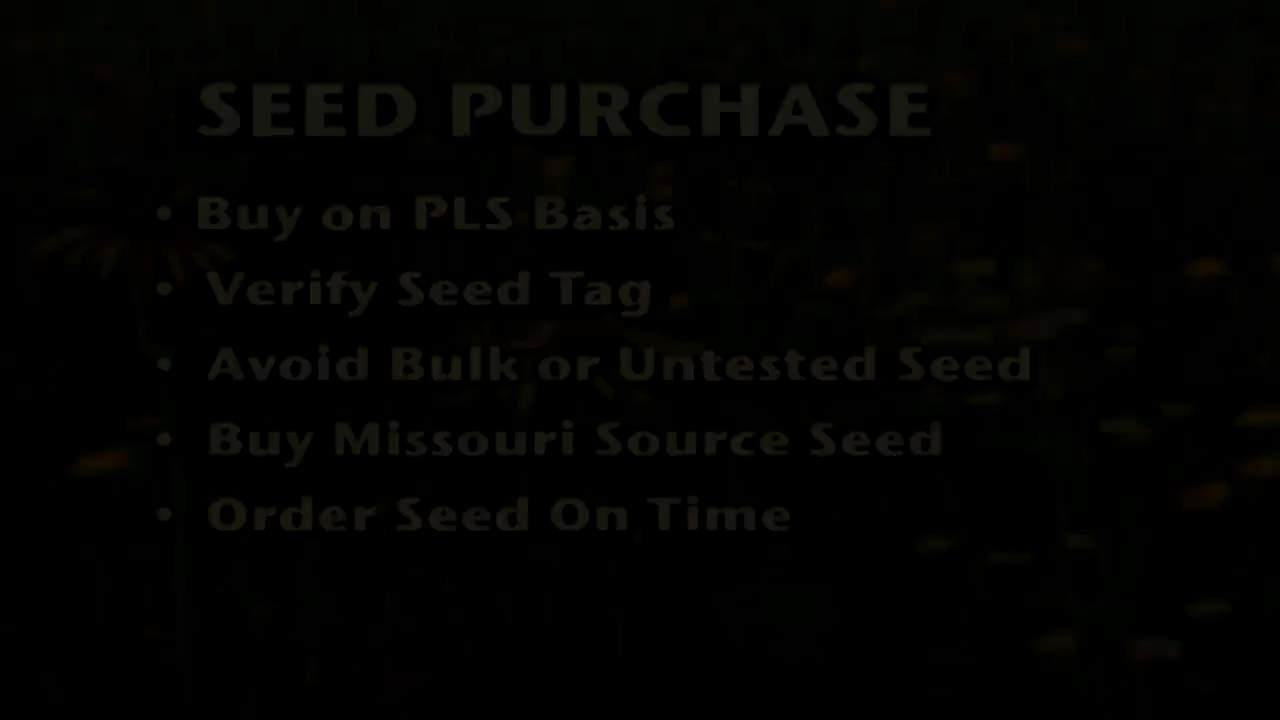 SEED PURCHASE
• Buy on PLS Basis
• Verify Seed Tag
• Avoid Bulk or Untested Seed
• Buy Missouri Source Seed
• Order Seed On Time